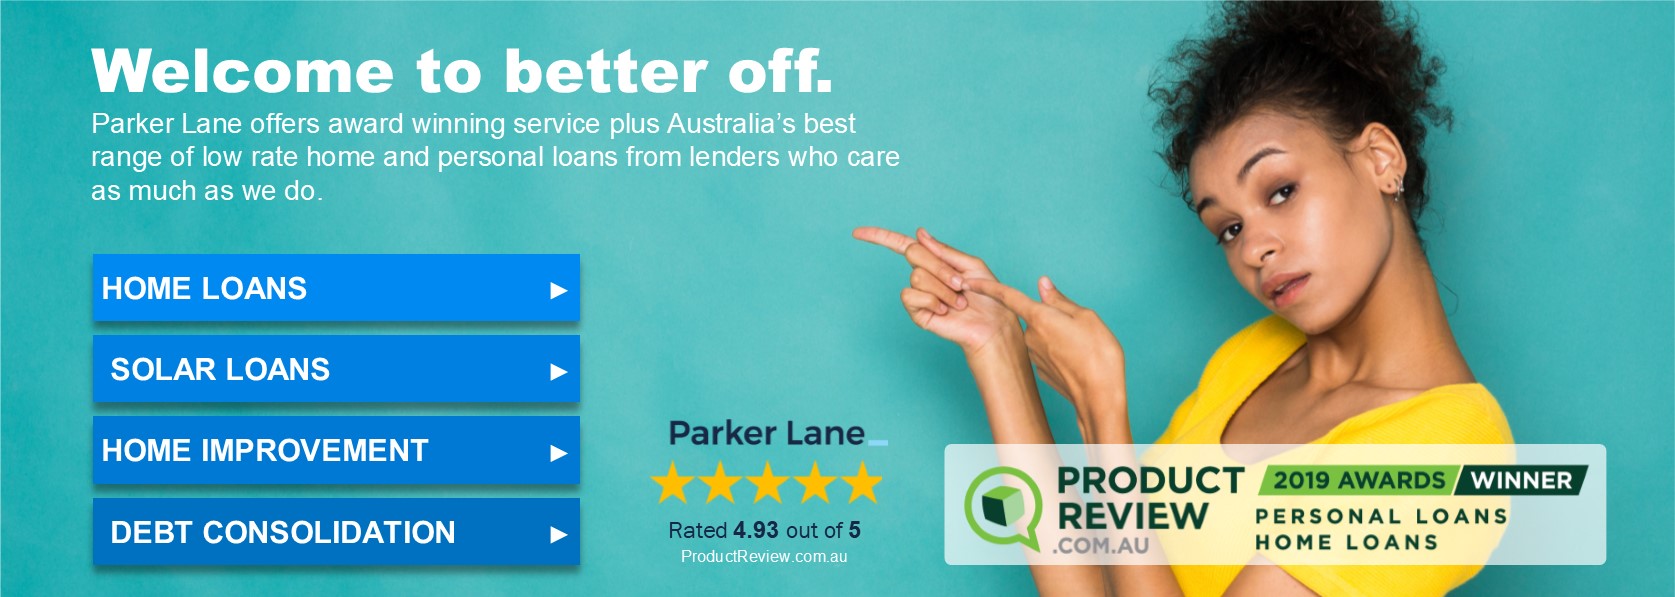 Welcome to better off.
Parker Lane offers award winning service plus Australia's best
range of low rate home and personal loans from lenders who care
as much as we do.
HOME LOANS
SOLAR LOANS
HOME IMPROVEMENT
DEBT CONSOLIDATION
Parker Lane_
Rated 4.93 out of 5
ProductReview.com.au
PRODUCT
REVIEW
.COM.AU
2019 AWARDS WINNER
PERSONAL LOANS
HOME LOANS